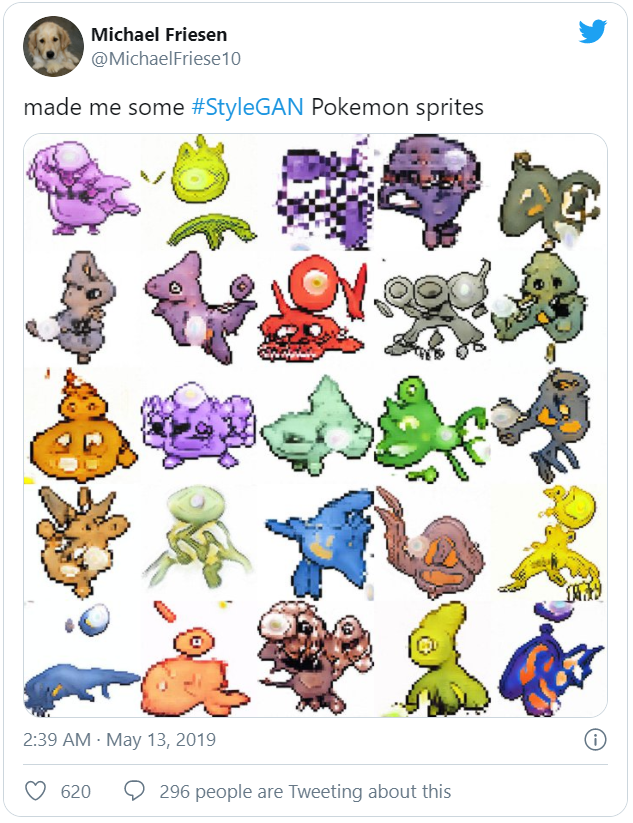 Michael Friesen
@MichaelFriese10
made me some #StyleGAN Pokemon sprites
2:39 AM · May 13, 2019
620
296 people are Tweeting about this